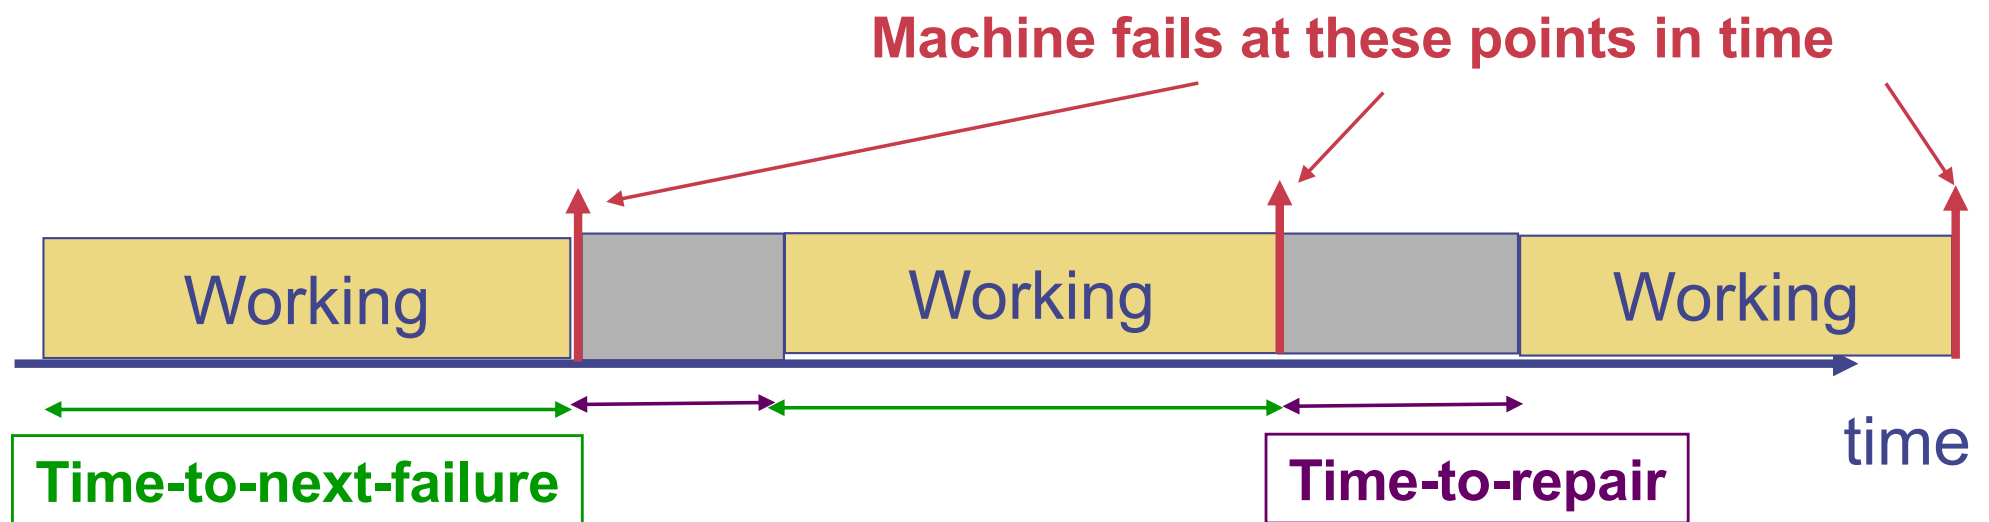 Machine fails at these points in time
Working
Working
Working
time
Time-to-next-failure
Time-to-repair